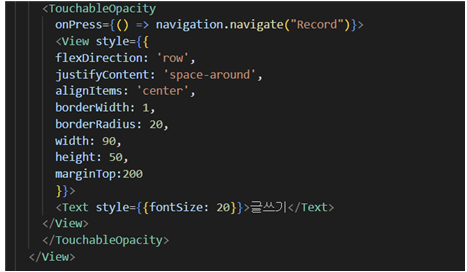 <TouchableOpacity
onPress={() => navigation.navigate("Record")}>
<View style={{
flexDirection: 'row',
justifyContent: 'space-around',
alignItems: 'center',
borderWidth: 1,
borderRadius: 20,
width: 90,
height: 50,
marginTop:200
}}>
<Text style={{fontSize: 20}}>글쓰기</Text>
</View>
</TouchableOpacity>
</View>